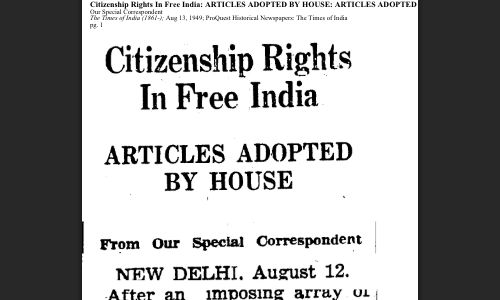 Citizenship Rights In Free India: ARTICLES ADOPTED BY HOUSE: ARTICLES ADOPTED
Our Special Correspondent
The Times of India (1861-); Aug 13, 1949; ProQuest Historical Newspapers: The Times of India
pg. 1
Citizenship Rights
In Free India
ARTICLES ADOPTED
BY HOUSE
From Our Special Correspondent
NEW DELHI, August 12.
After an imposing array of